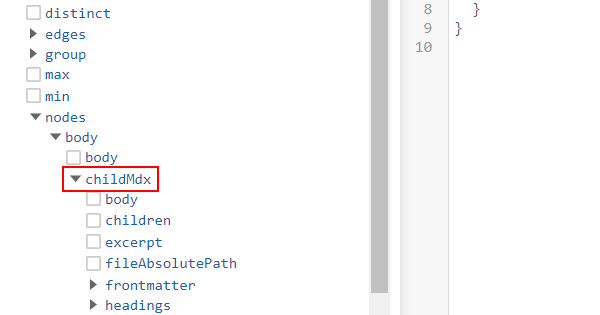 distinct
edges
group
max
min
nodes
body
body
childMdx
body
children
excerpt
fileAbsolutePath
frontmatter
headings
8 }
9 }
10